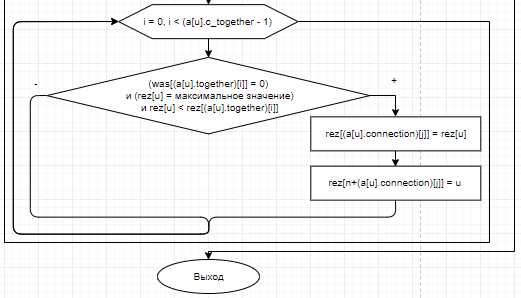 i = 0, i < (a[u].c_together - 1)
(was[(a[u].together)[i]] = 0)
и (rez[u] = максимальное значение)
и rez[u] < rez[(a[u].together)[i]]
-
+
rez[(a[u].connection)[j]] = rez[u]
rez[n+(a[u].connection)[j]] = u
Выход